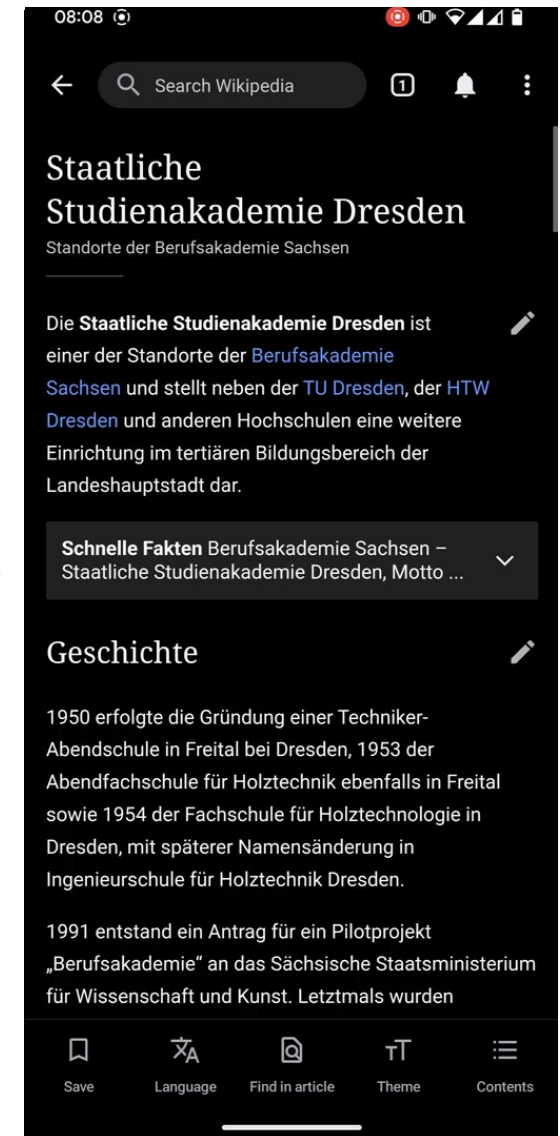 08:08
Search Wikipedia
1
Staatliche
Studienakademie Dresden
Standorte der Berufsakademie Sachsen
Die Staatliche Studienakademie Dresden ist
einer der Standorte der Berufsakademie
Sachsen und stellt neben der TU Dresden, der HTW
Dresden und anderen Hochschulen eine weitere
Einrichtung im tertiären Bildungsbereich der
Landeshauptstadt dar.
Schnelle Fakten Berufsakademie Sachsen –
Staatliche Studienakademie Dresden, Motto ...
Geschichte
1950 erfolgte die Gründung einer Techniker-
Abendschule in Freital bei Dresden, 1953 der
Abendfachschule für Holztechnik ebenfalls in Freital
sowie 1954 der Fachschule für Holztechnologie in
Dresden, mit späterer Namensänderung in
Ingenieurschule für Holztechnik Dresden.
1991 entstand ein Antrag für ein Pilotprojekt
„Berufsakademie“ an das Sächsische Staatsministerium
für Wissenschaft und Kunst. Letztmals wurden
Save Language Find in article Theme Contents